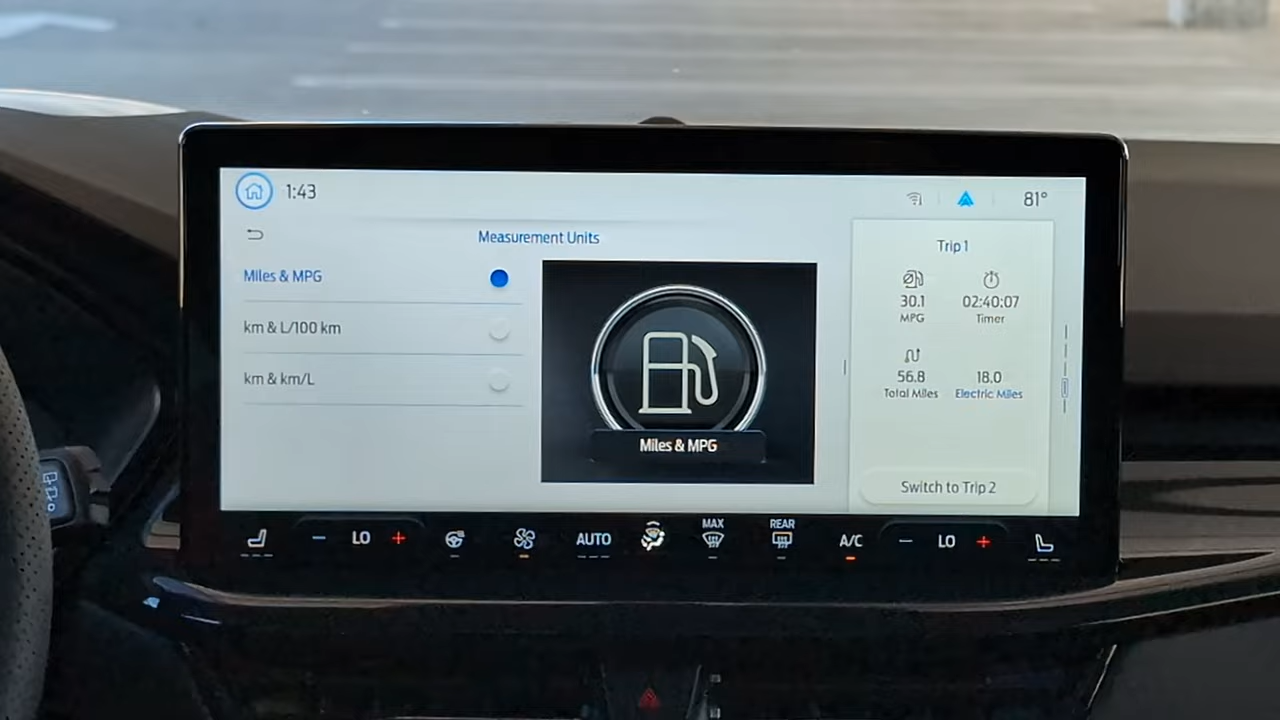 1:43
81°
Measurement Units
Miles & MPG
km & L/100 km
km & km/L
Miles & MPG
Trip 1
30.1
MPG
02:40:07
Timer
56.8
Total Miles
18.0
Electric Miles
Switch to Trip 2
LO
AUTO
MAX
REAR
A/C
LO